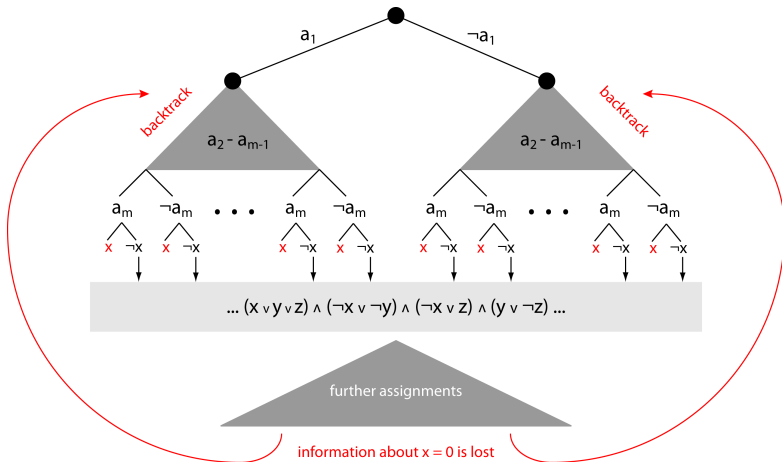 a₁ ¬a₁
backtrack backtrack
a₂ - aₘ₋₁ a₂ - aₘ₋₁
aₘ ¬aₘ • • • aₘ ¬aₘ aₘ ¬aₘ • • • aₘ ¬aₘ
x ¬x x ¬x x ¬x x ¬x x ¬x x ¬x x ¬x x ¬x
... (x ∨ y ∨ z) ∧ (¬x ∨ ¬y) ∧ (¬x ∨ z) ∧ (y ∨ ¬z) ...
further assignments
information about x = 0 is lost